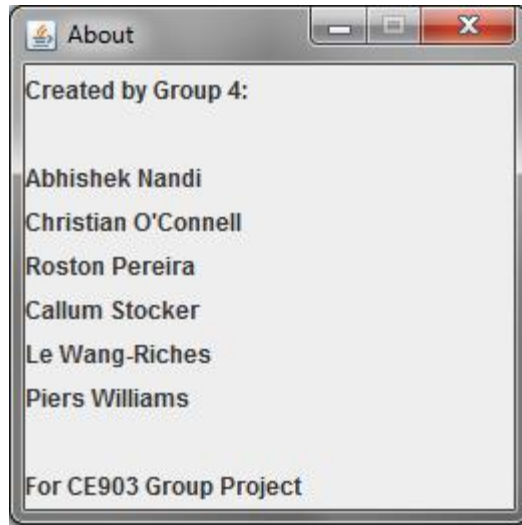 About
Created by Group 4:
Abhishek Nandi
Christian O'Connell
Roston Pereira
Callum Stocker
Le Wang-Riches
Piers Williams
For CE903 Group Project